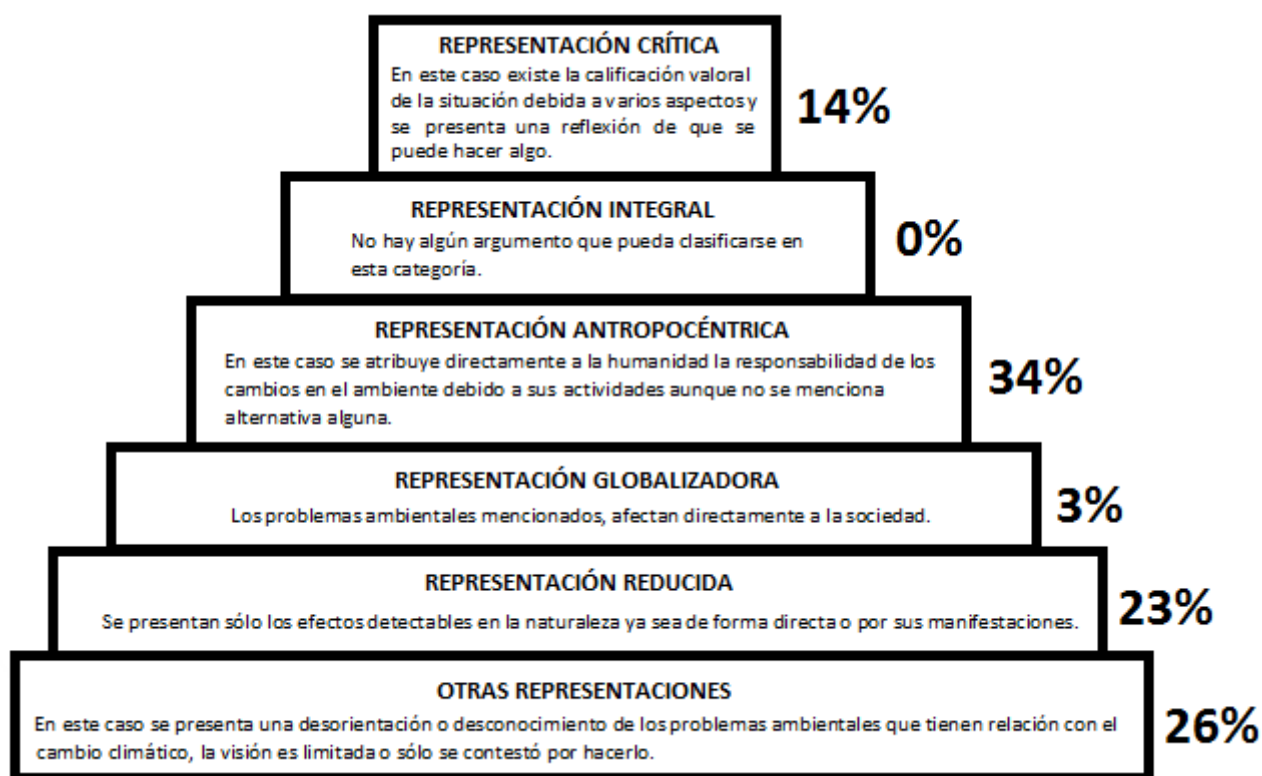 REPRESENTACIÓN CRÍTICA
En este caso existe la calificación valoral
de la situación debida a varios aspectos y
se presenta una reflexión de que se
puede hacer algo.
14%
REPRESENTACIÓN INTEGRAL
No hay algún argumento que pueda clasificarse en
esta categoría.
0%
REPRESENTACIÓN ANTROPOCÉNTRICA
En este caso se atribuye directamente a la humanidad la responsabilidad de los
cambios en el ambiente debido a sus actividades aunque no se menciona
alternativa alguna.
34%
REPRESENTACIÓN GLOBALIZADORA
Los problemas ambientales mencionados, afectan directamente a la sociedad.
3%
REPRESENTACIÓN REDUCIDA
Se presentan sólo los efectos detectables en la naturaleza ya sea de forma directa o por sus manifestaciones.
23%
OTRAS REPRESENTACIONES
En este caso se presenta una desorientación o desconocimiento de los problemas ambientales que tienen relación con el
cambio climático, la visión es limitada o sólo se contestó por hacerlo.
26%